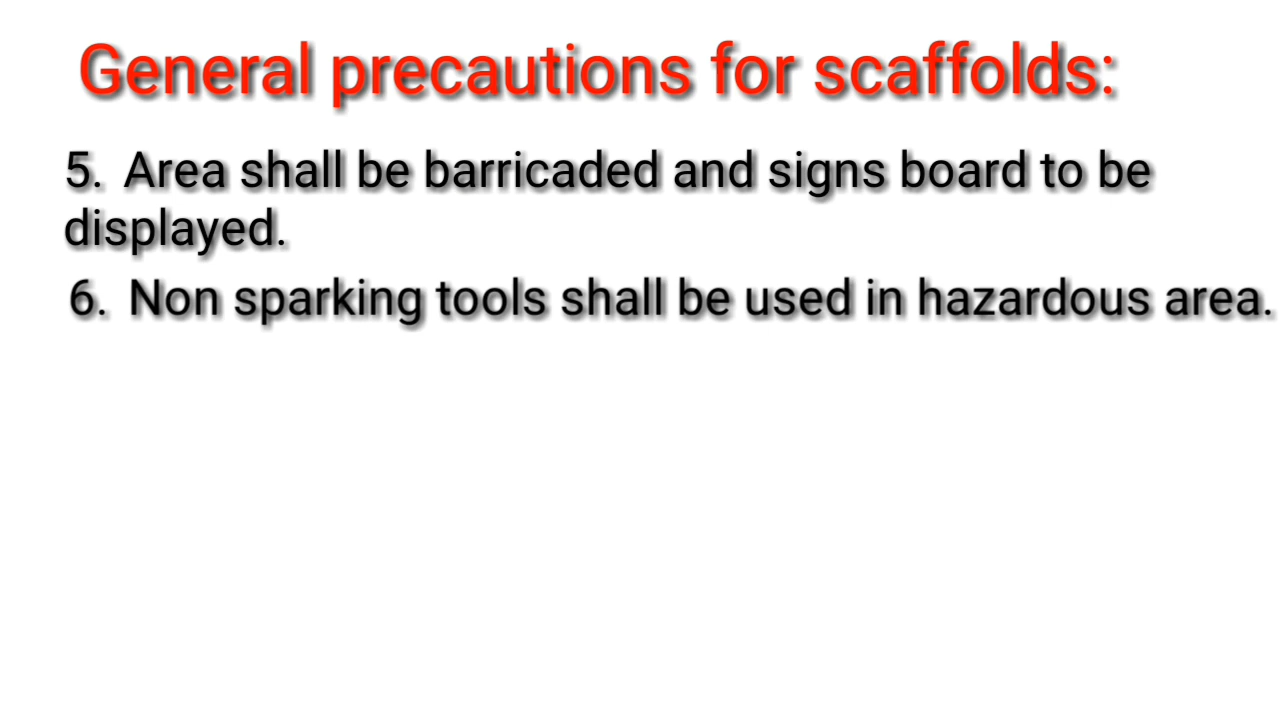 General precautions for scaffolds:
5. Area shall be barricaded and signs board to be
displayed.
6. Non sparking tools shall be used in hazardous area.